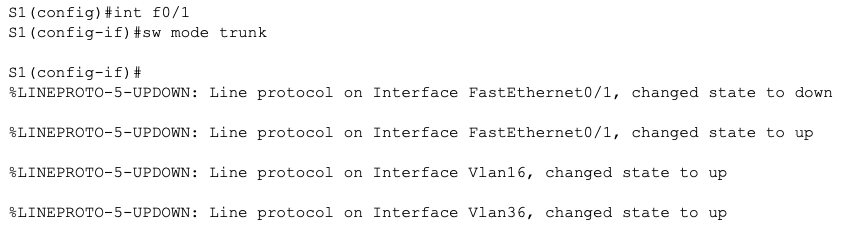 S1(config)#int f0/1
S1(config-if)#sw mode trunk
S1(config-if)#
%LINEPROTO-5-UPDOWN: Line protocol on Interface FastEthernet0/1, changed state to down
%LINEPROTO-5-UPDOWN: Line protocol on Interface FastEthernet0/1, changed state to up
%LINEPROTO-5-UPDOWN: Line protocol on Interface Vlan16, changed state to up
%LINEPROTO-5-UPDOWN: Line protocol on Interface Vlan36, changed state to up